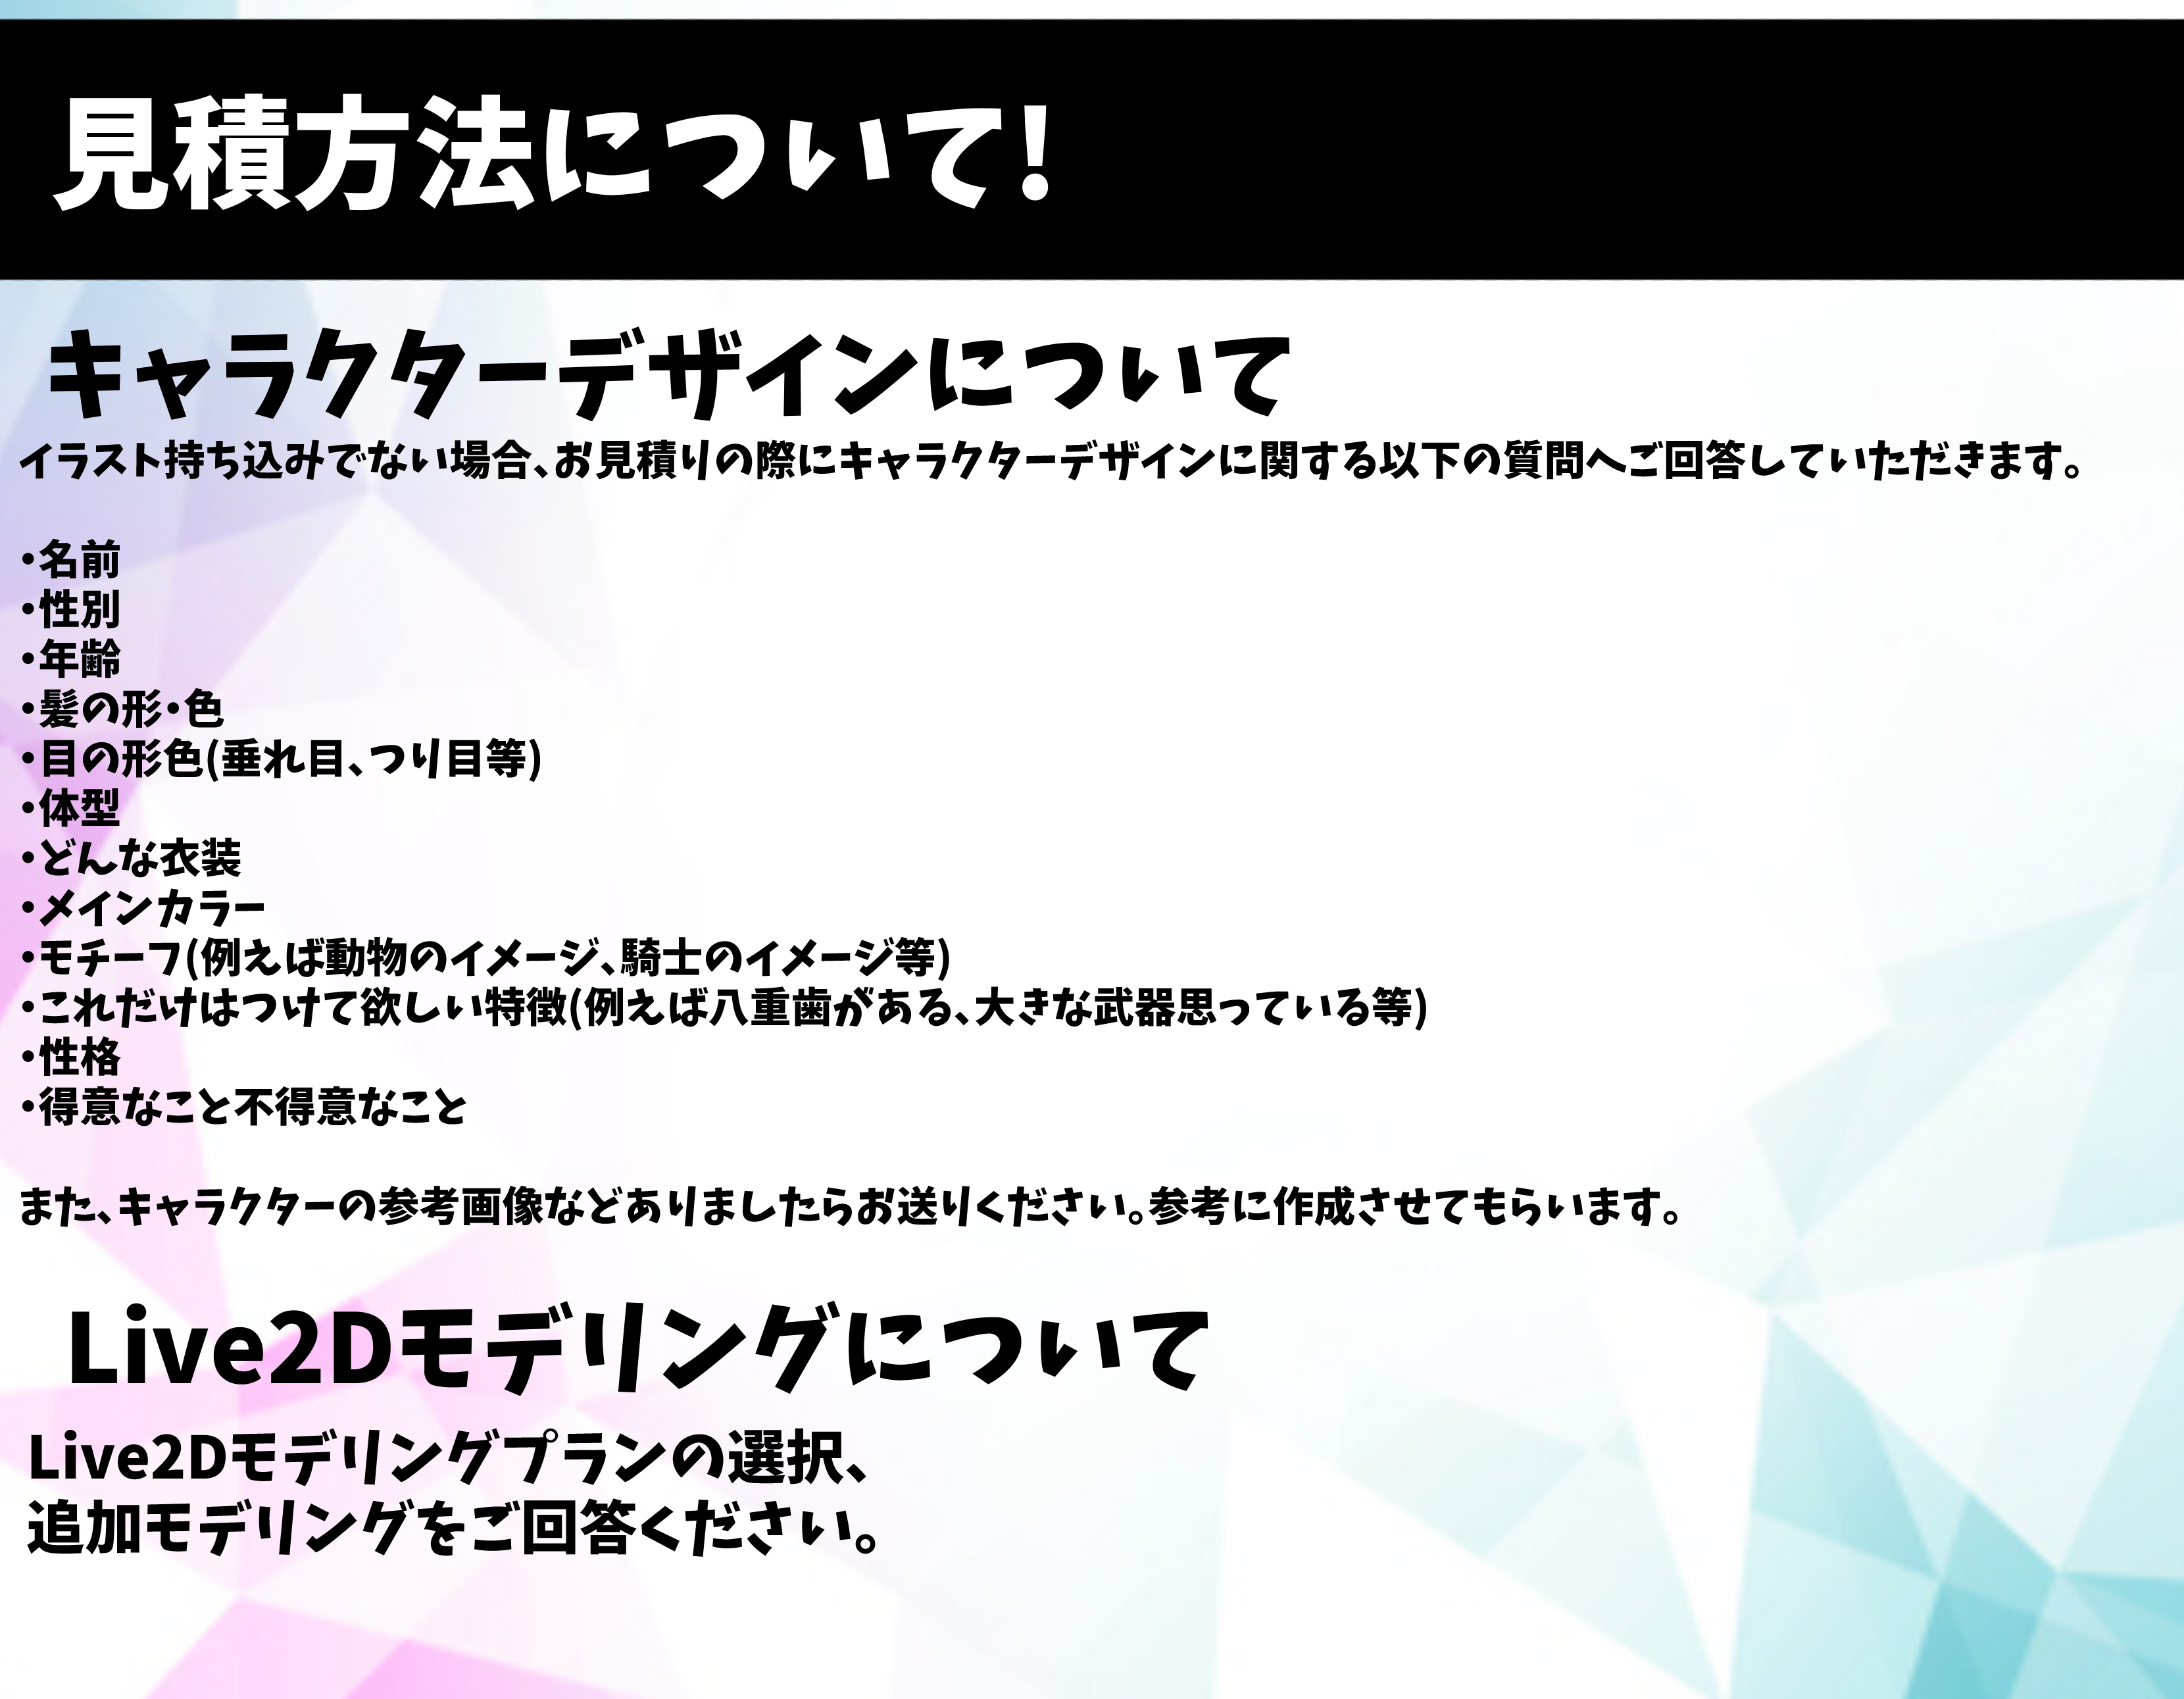 見積方法について!
キャラクターデザインについて
イラスト持ち込みでない場合、お見積りの際にキャラクターデザインに関する以下の質問へご回答していただきます。
・名前
・性別
・年齢
・髪の形・色
・目の形色(垂れ目、つり目等)
・体型
・どんな衣装
・メインカラー
・モチーフ(例えば動物のイメージ、騎士のイメージ等)
・これだけはつけて欲しい特徴(例えば八重歯がある、大きな武器思っている等)
・性格
・得意なこと不得意なこと
また、キャラクターの参考画像などありましたらお送りください。参考に作成させてもらいます。
Live2Dモデリングについて
Live2Dモデリングプランの選択、
追加モデリングをご回答ください。